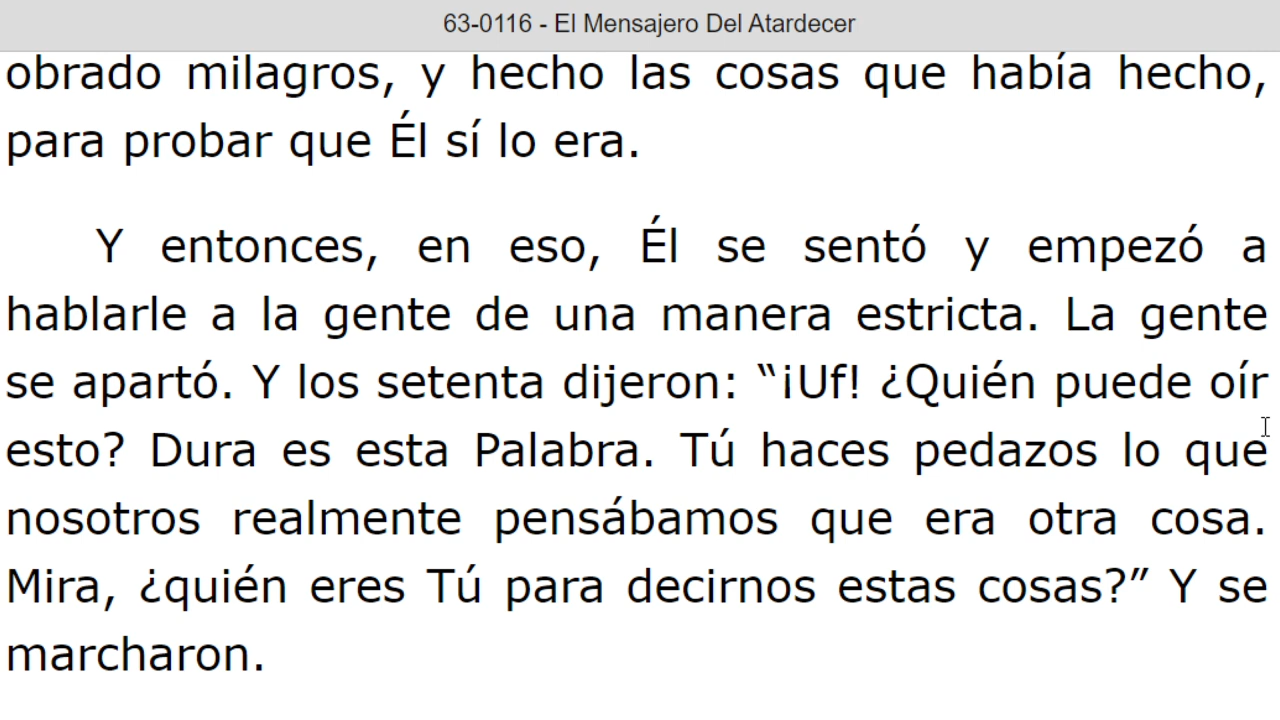 63-0116 - El Mensajero Del Atardecer
obrado milagros, y hecho las cosas que había hecho,
para probar que Él sí lo era.
Y entonces, en eso, Él se sentó y empezó a
hablarle a la gente de una manera estricta. La gente
se apartó. Y los setenta dijeron: “¡Uf! ¿Quién puede oír
esto? Dura es esta Palabra. Tú haces pedazos lo que
nosotros realmente pensábamos que era otra cosa.
Mira, ¿quién eres Tú para decirnos estas cosas?” Y se
marcharon.